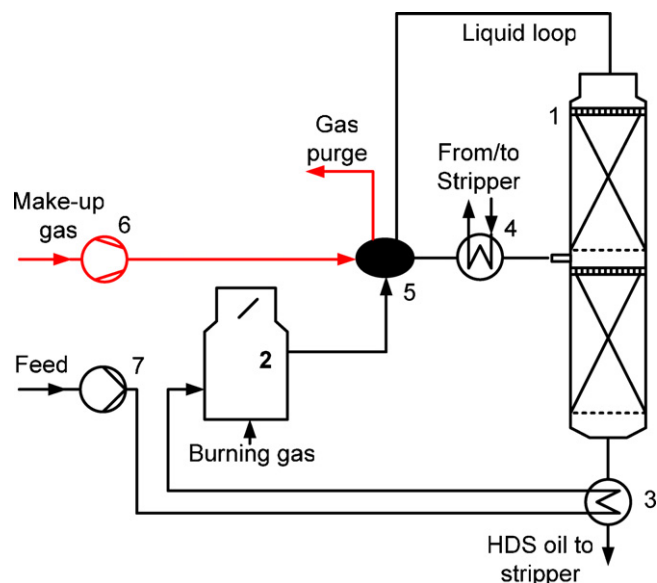 Liquid loop
1
Gas
purge
From/to
Stripper
4
Make-up
gas
6
5
Feed
7
2
Burning gas
3
HDS oil to
stripper